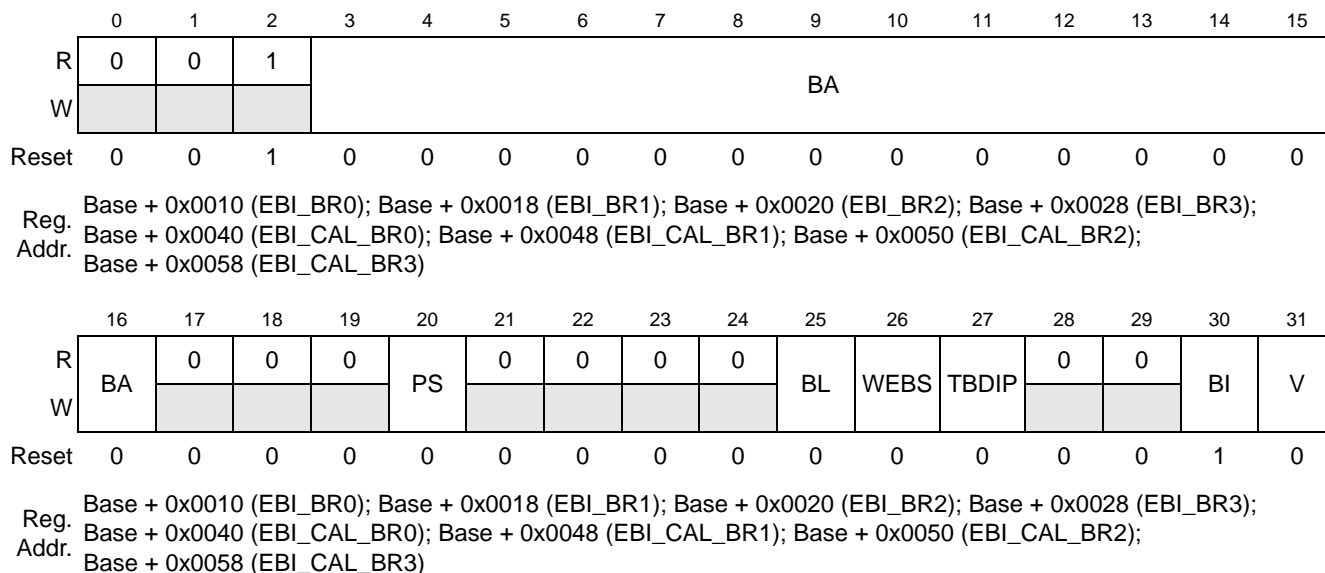 0 1 2 3 4 5 6 7 8 9 10 11 12 13 14 15
R 0 0 1
BA
W
Reset 0 0 1 0 0 0 0 0 0 0 0 0 0 0 0 0
Reg. Addr.
Base + 0x0010 (EBI_BR0); Base + 0x0018 (EBI_BR1); Base + 0x0020 (EBI_BR2); Base + 0x0028 (EBI_BR3);
Base + 0x0040 (EBI_CAL_BR0); Base + 0x0048 (EBI_CAL_BR1); Base + 0x0050 (EBI_CAL_BR2);
Base + 0x0058 (EBI_CAL_BR3)
16 17 18 19 20 21 22 23 24 25 26 27 28 29 30 31
R 0 0 0 0 0 0 0 0 0
BA PS BL WEBS TBDIP BI V
W
Reset 0 0 0 0 0 0 0 0 0 0 0 0 0 0 1 0
Reg. Addr.
Base + 0x0010 (EBI_BR0); Base + 0x0018 (EBI_BR1); Base + 0x0020 (EBI_BR2); Base + 0x0028 (EBI_BR3);
Base + 0x0040 (EBI_CAL_BR0); Base + 0x0048 (EBI_CAL_BR1); Base + 0x0050 (EBI_CAL_BR2);
Base + 0x0058 (EBI_CAL_BR3)